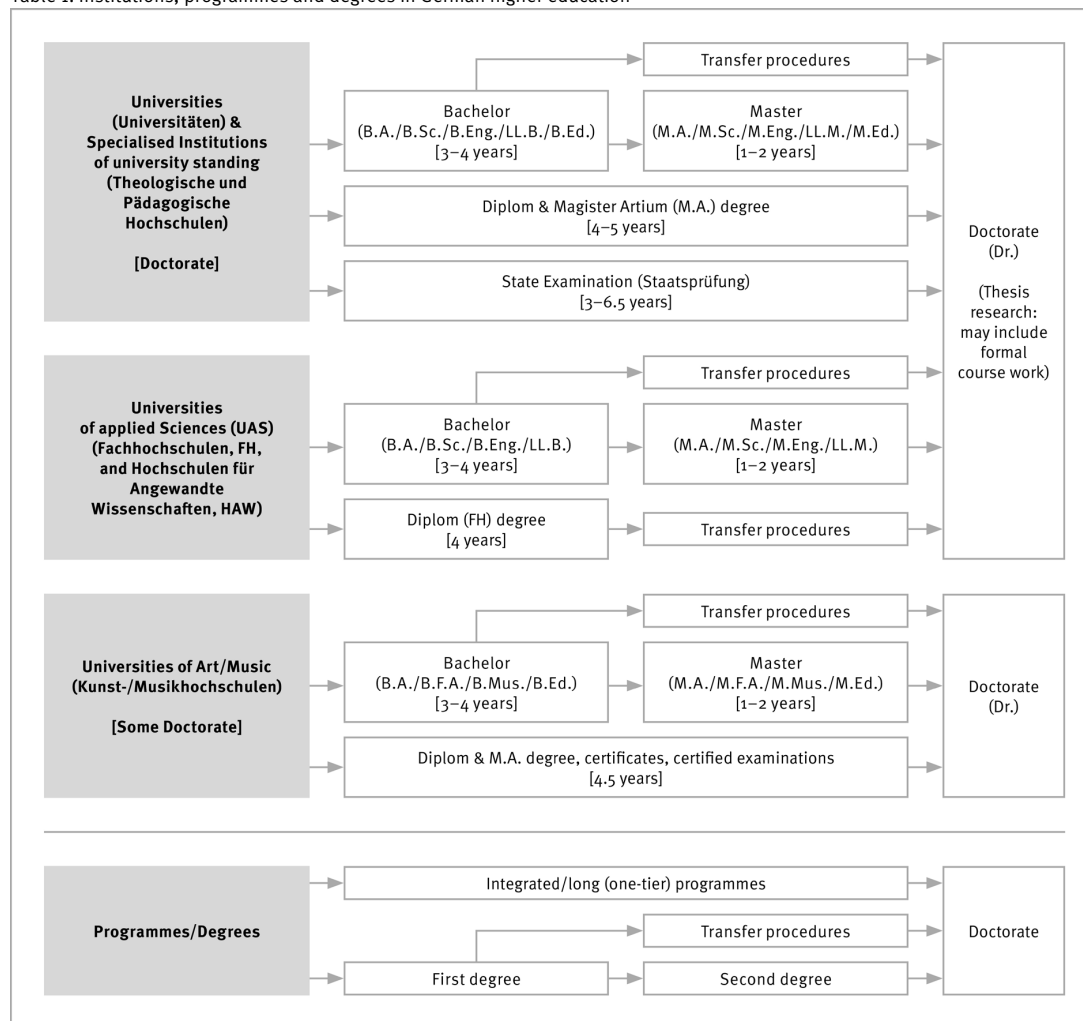 Table 1: Institutions, programmes and degrees in German higher education
Universities
(Universitäten) &
Specialised Institutions
of university standing
(Theologische und
Pädagogische
Hochschulen)
[Doctorate]
Transfer procedures
Bachelor
(B.A./B.Sc./B.Eng./LL.B./B.Ed.)
[3–4 years]
Master
(M.A./M.Sc./M.Eng./LL.M./M.Ed.)
[1–2 years]
Diplom & Magister Artium (M.A.) degree
[4–5 years]
State Examination (Staatsprüfung)
[3–6.5 years]
Doctorate
(Dr.)
(Thesis
research:
may include
formal
course work)
Universities
of applied Sciences (UAS)
(Fachhochschulen, FH,
and Hochschulen für
Angewandte
Wissenschaften, HAW)
Transfer procedures
Bachelor
(B.A./B.Sc./B.Eng./LL.B.)
[3–4 years]
Master
(M.A./M.Sc./M.Eng./LL.M.)
[1–2 years]
Diplom (FH) degree
[4 years]
Transfer procedures
Universities of Art/Music
(Kunst-/Musikhochschulen)
[Some Doctorate]
Transfer procedures
Bachelor
(B.A./B.F.A./B.Mus./B.Ed.)
[3–4 years]
Master
(M.A./M.F.A./M.Mus./M.Ed.)
[1–2 years]
Diplom & M.A. degree, certificates, certified examinations
[4.5 years]
Doctorate
(Dr.)
Programmes/Degrees
Integrated/long (one-tier) programmes
Transfer procedures
First degree
Second degree
Doctorate